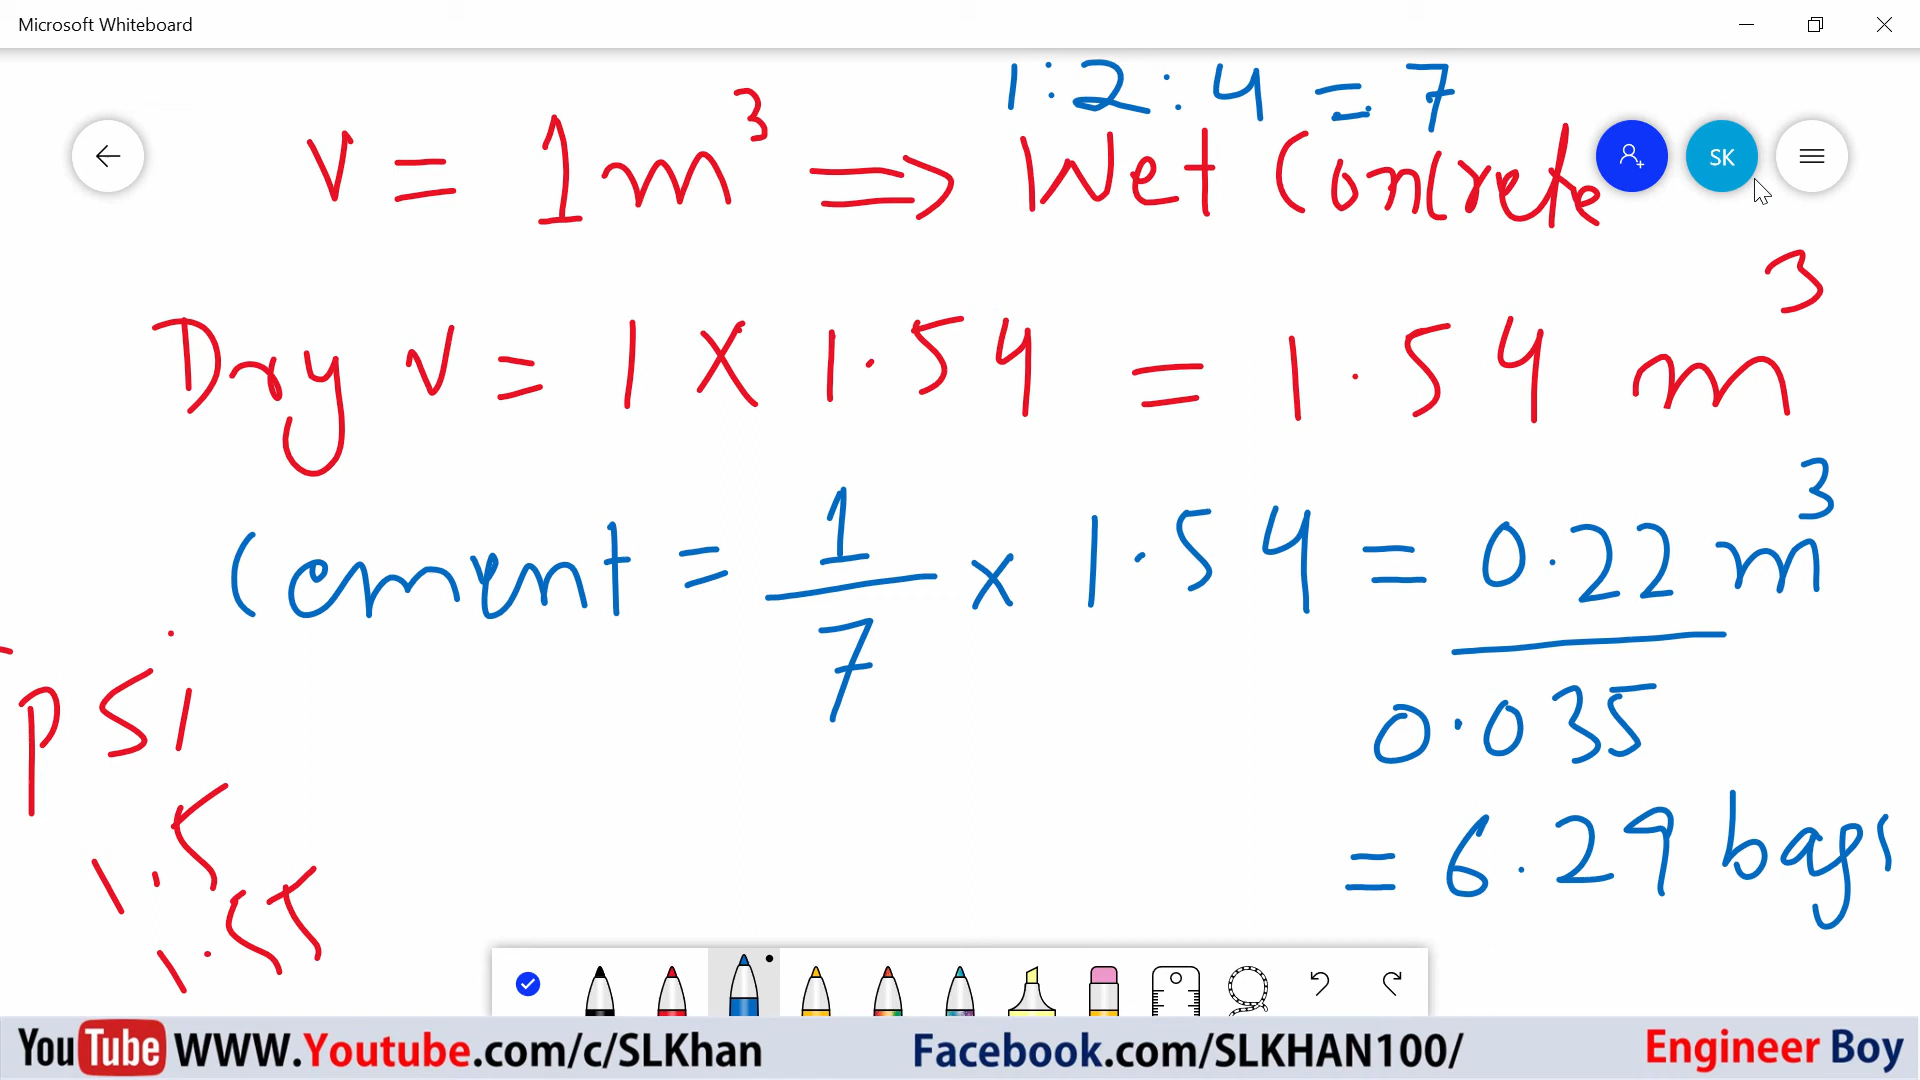 Microsoft Whiteboard
1:2:4 = 7
V = 1m³ ⇒ Wet Concrete
SK
Dry V = 1 X 1.54 = 1.54 m³
Cement = 1/7 x 1.54 = 0.22 m³
0.035
PSi
= 6.29 bags
1.5
1.55
YouTube WWW.Youtube.com/c/SLKhan Facebook.com/SLKHAN100/ Engineer Boy